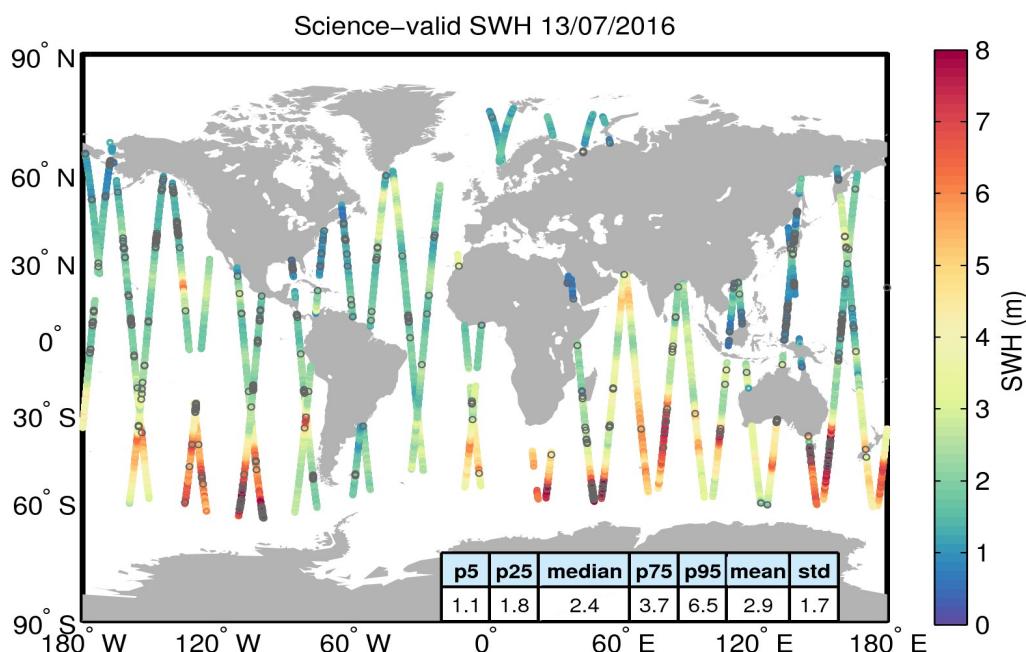 Science−valid SWH 13/07/2016
90° N
60° N
30° N
0°
30° S
60° S
90° S
180° W
120° W
60° W
0°
60° E
120° E
180° E
p5 p25 median p75 p95 mean std
1.1 1.8 2.4 3.7 6.5 2.9 1.7
8
7
6
5
4
3
2
1
0
SWH (m)